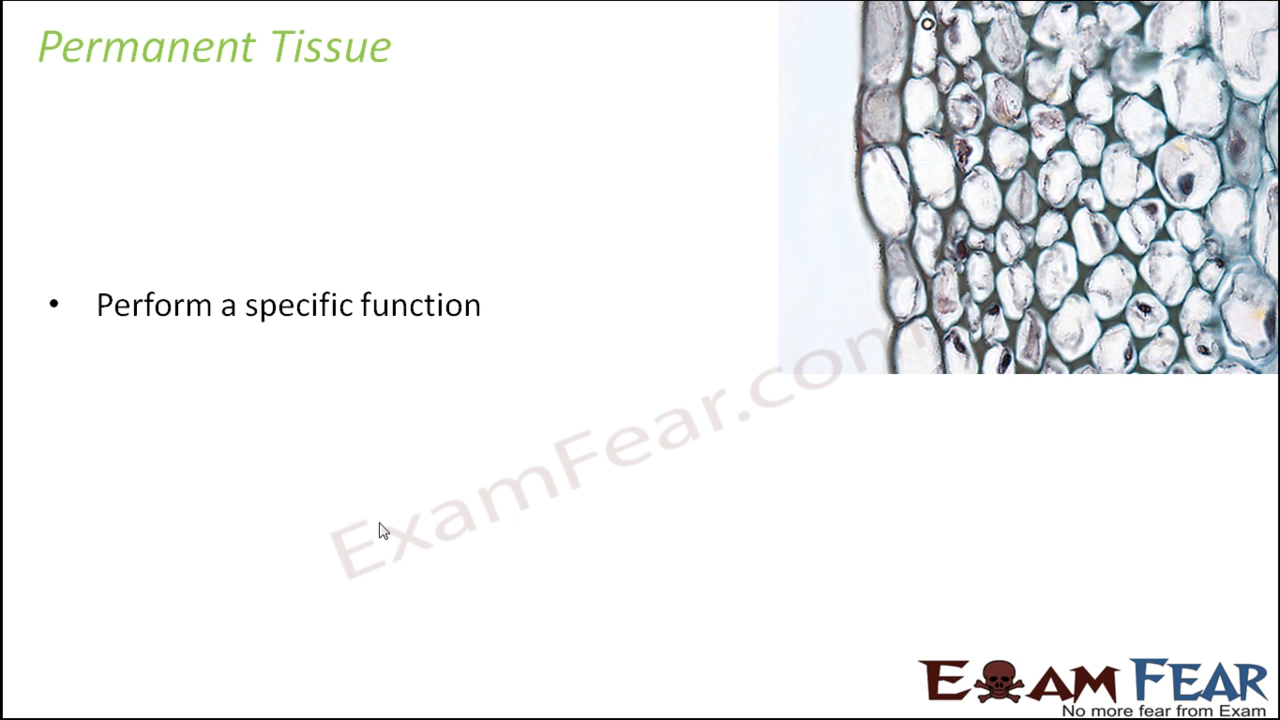 Permanent Tissue
• Perform a specific function
ExamFear.com
EXAM FEAR
No more fear from Exam